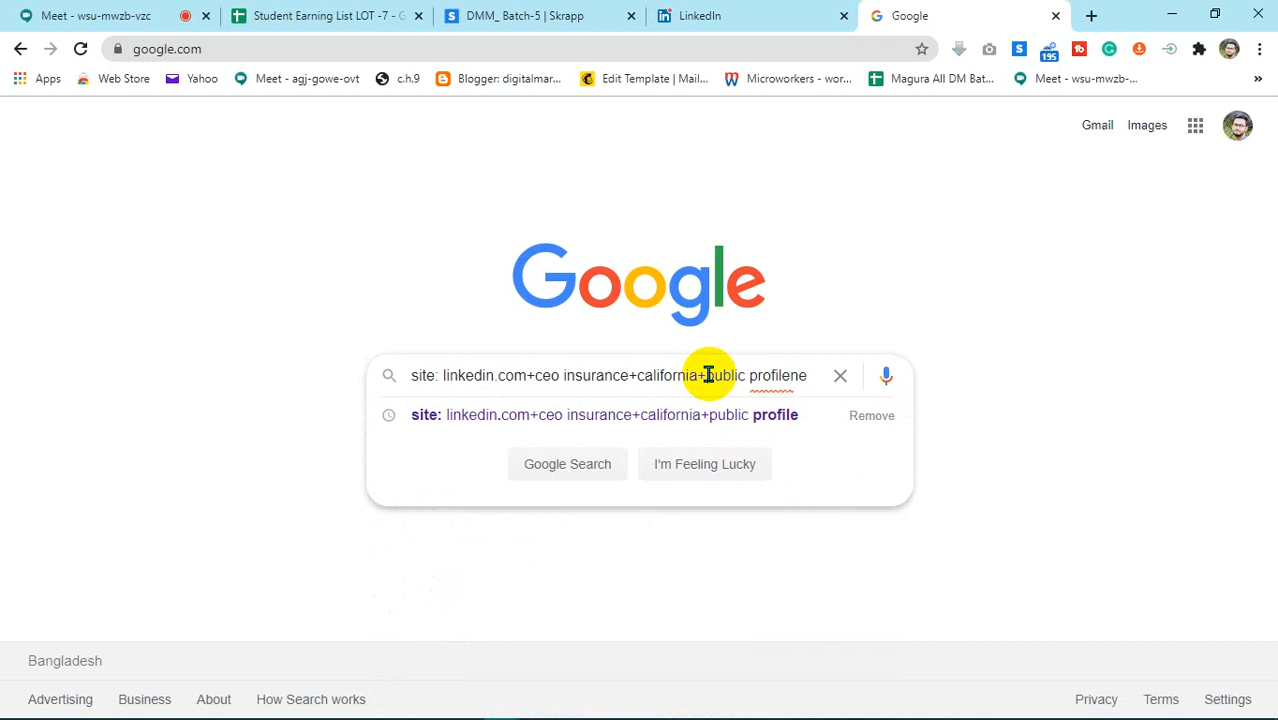 Meet - wsu-mwzb-vzc
Student Earning List LOT -7 - G
DMM_ Batch-5 | Skrapp
LinkedIn
Google
google.com
195
Apps
Web Store
Yahoo
Meet - agj-gowe-ovt
c.h.9
Blogger: digitalmar...
Edit Template | Mail...
Microworkers - wor...
Magura All DM Bat...
Meet - wsu-mwzb-...
Gmail
Images
Google
site: linkedin.com+ceo insurance+california+public profilene
site: linkedin.com+ceo insurance+california+public profile
Remove
Google Search
I'm Feeling Lucky
Bangladesh
Advertising
Business
About
How Search works
Privacy
Terms
Settings